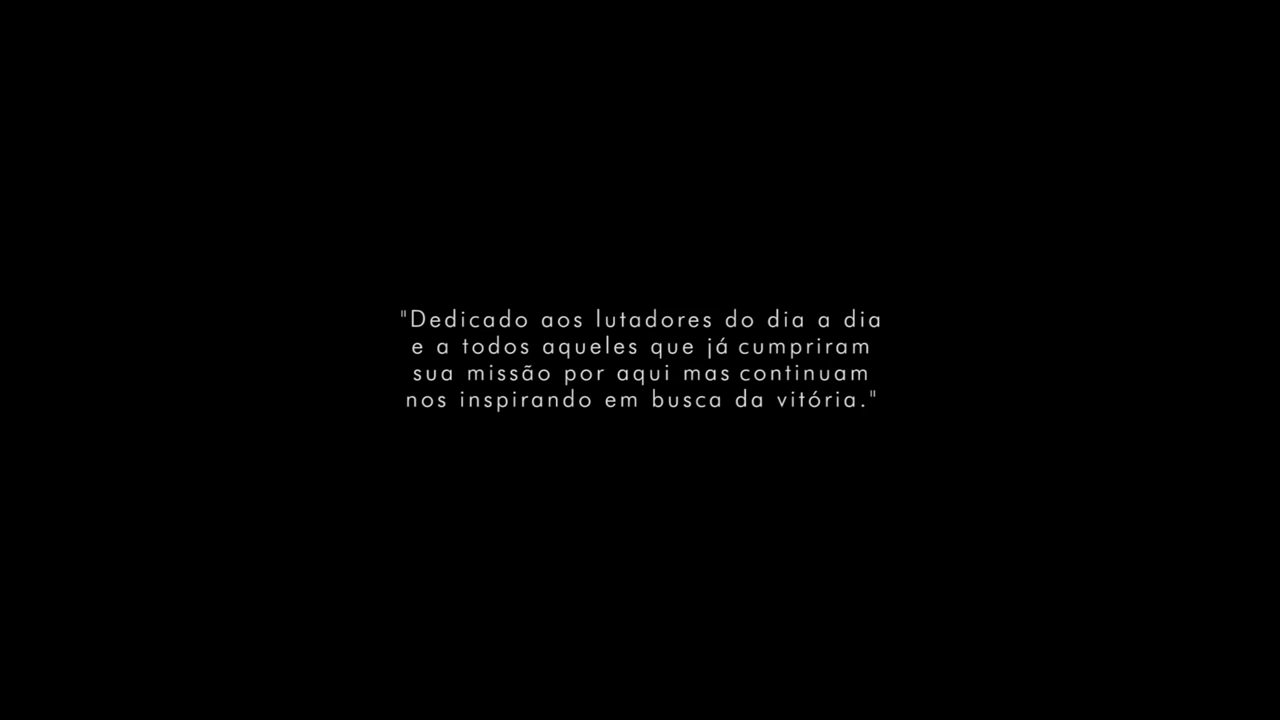 "Dedicado aos lutadores do dia a dia
e a todos aqueles que já cumpriram
sua missão por aqui mas continuam
nos inspirando em busca da vitória."